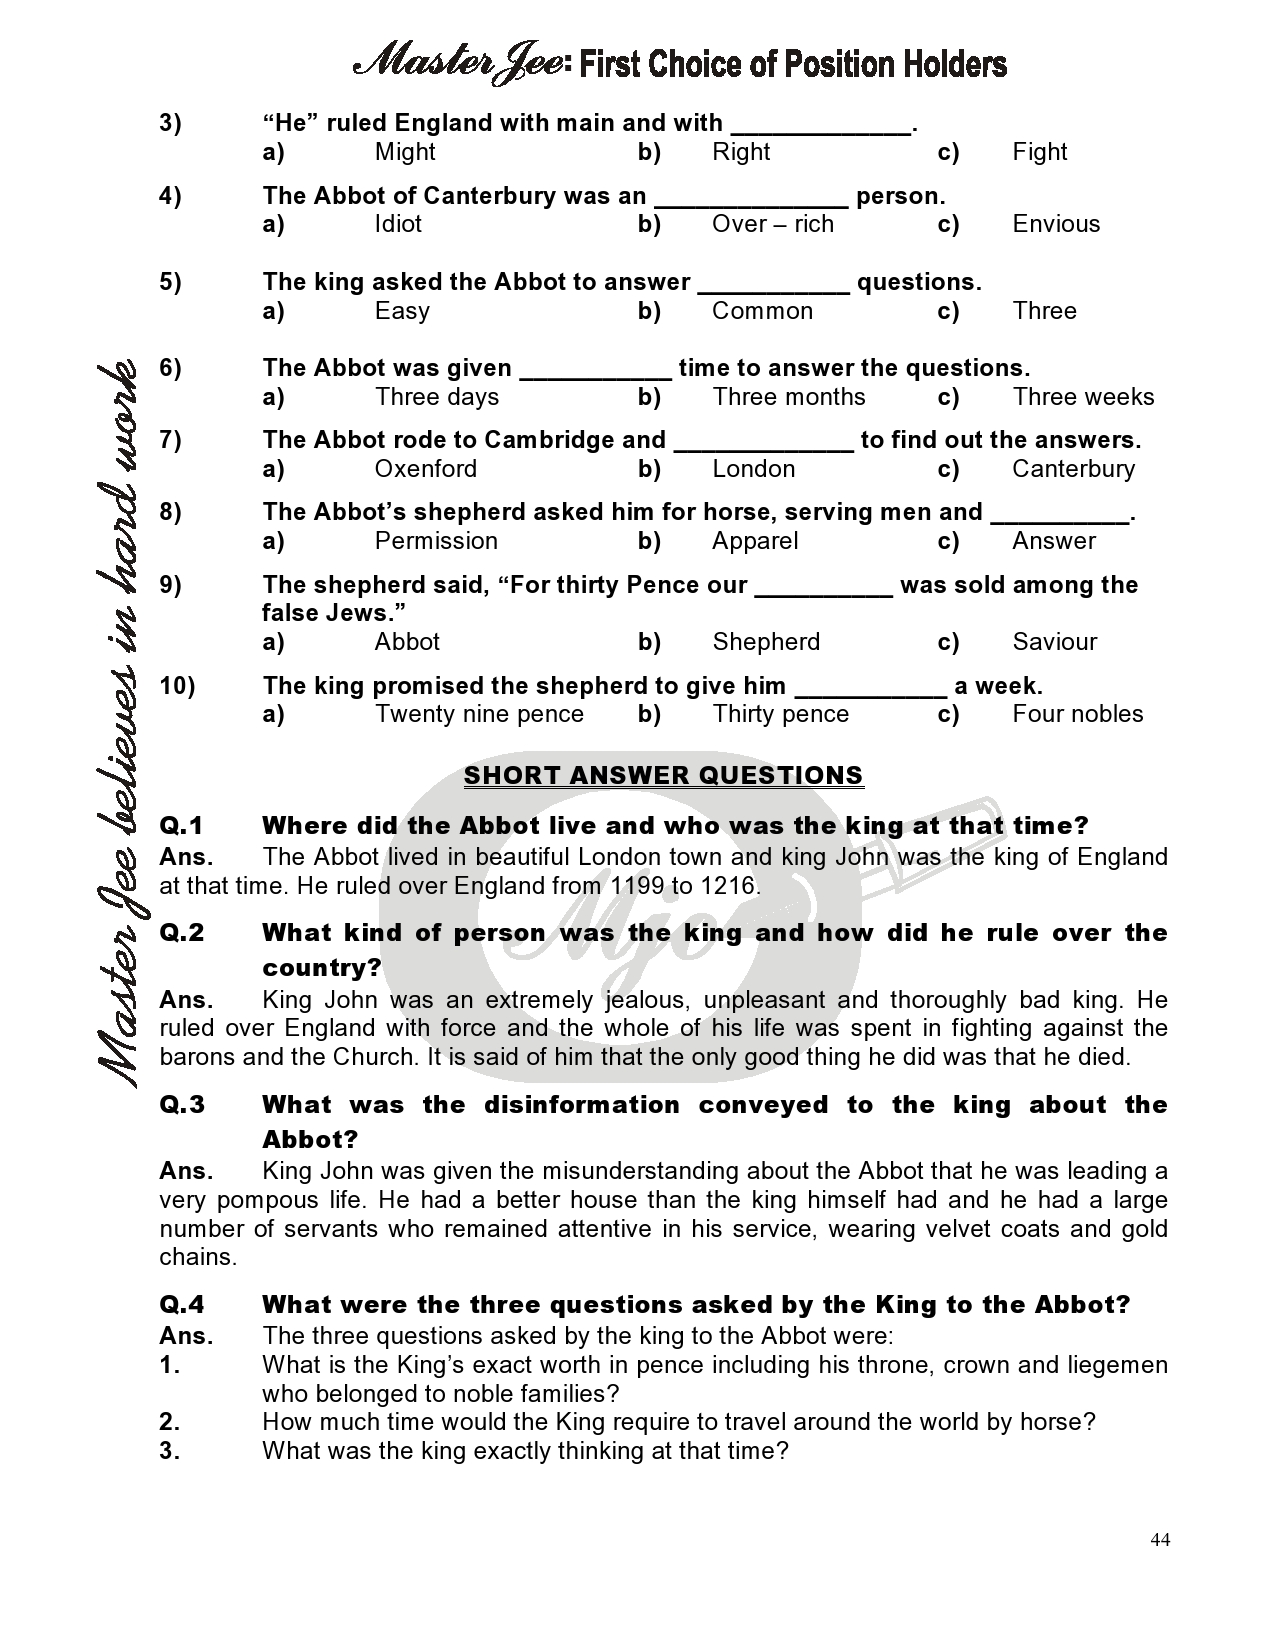 Master Jee: First Choice of Position Holders
3) “He” ruled England with main and with _____________.
a) Might b) Right c) Fight
4) The Abbot of Canterbury was an ______________ person.
a) Idiot b) Over – rich c) Envious
5) The king asked the Abbot to answer ___________ questions.
a) Easy b) Common c) Three
6) The Abbot was given ___________ time to answer the questions.
a) Three days b) Three months c) Three weeks
7) The Abbot rode to Cambridge and _____________ to find out the answers.
a) Oxenford b) London c) Canterbury
8) The Abbot’s shepherd asked him for horse, serving men and __________.
a) Permission b) Apparel c) Answer
9) The shepherd said, “For thirty Pence our __________ was sold among the
false Jews.”
a) Abbot b) Shepherd c) Saviour
10) The king promised the shepherd to give him ___________ a week.
a) Twenty nine pence b) Thirty pence c) Four nobles
SHORT ANSWER QUESTIONS
Q.1 Where did the Abbot live and who was the king at that time?
Ans. The Abbot lived in beautiful London town and king John was the king of England
at that time. He ruled over England from 1199 to 1216.
Q.2 What kind of person was the king and how did he rule over the
country?
Ans. King John was an extremely jealous, unpleasant and thoroughly bad king. He
ruled over England with force and the whole of his life was spent in fighting against the
barons and the Church. It is said of him that the only good thing he did was that he died.
Q.3 What was the disinformation conveyed to the king about the
Abbot?
Ans. King John was given the misunderstanding about the Abbot that he was leading a
very pompous life. He had a better house than the king himself had and he had a large
number of servants who remained attentive in his service, wearing velvet coats and gold
chains.
Q.4 What were the three questions asked by the King to the Abbot?
Ans. The three questions asked by the king to the Abbot were:
1. What is the King’s exact worth in pence including his throne, crown and liegemen
who belonged to noble families?
2. How much time would the King require to travel around the world by horse?
3. What was the king exactly thinking at that time?
Master Jee believes in hard work
Mjc
44